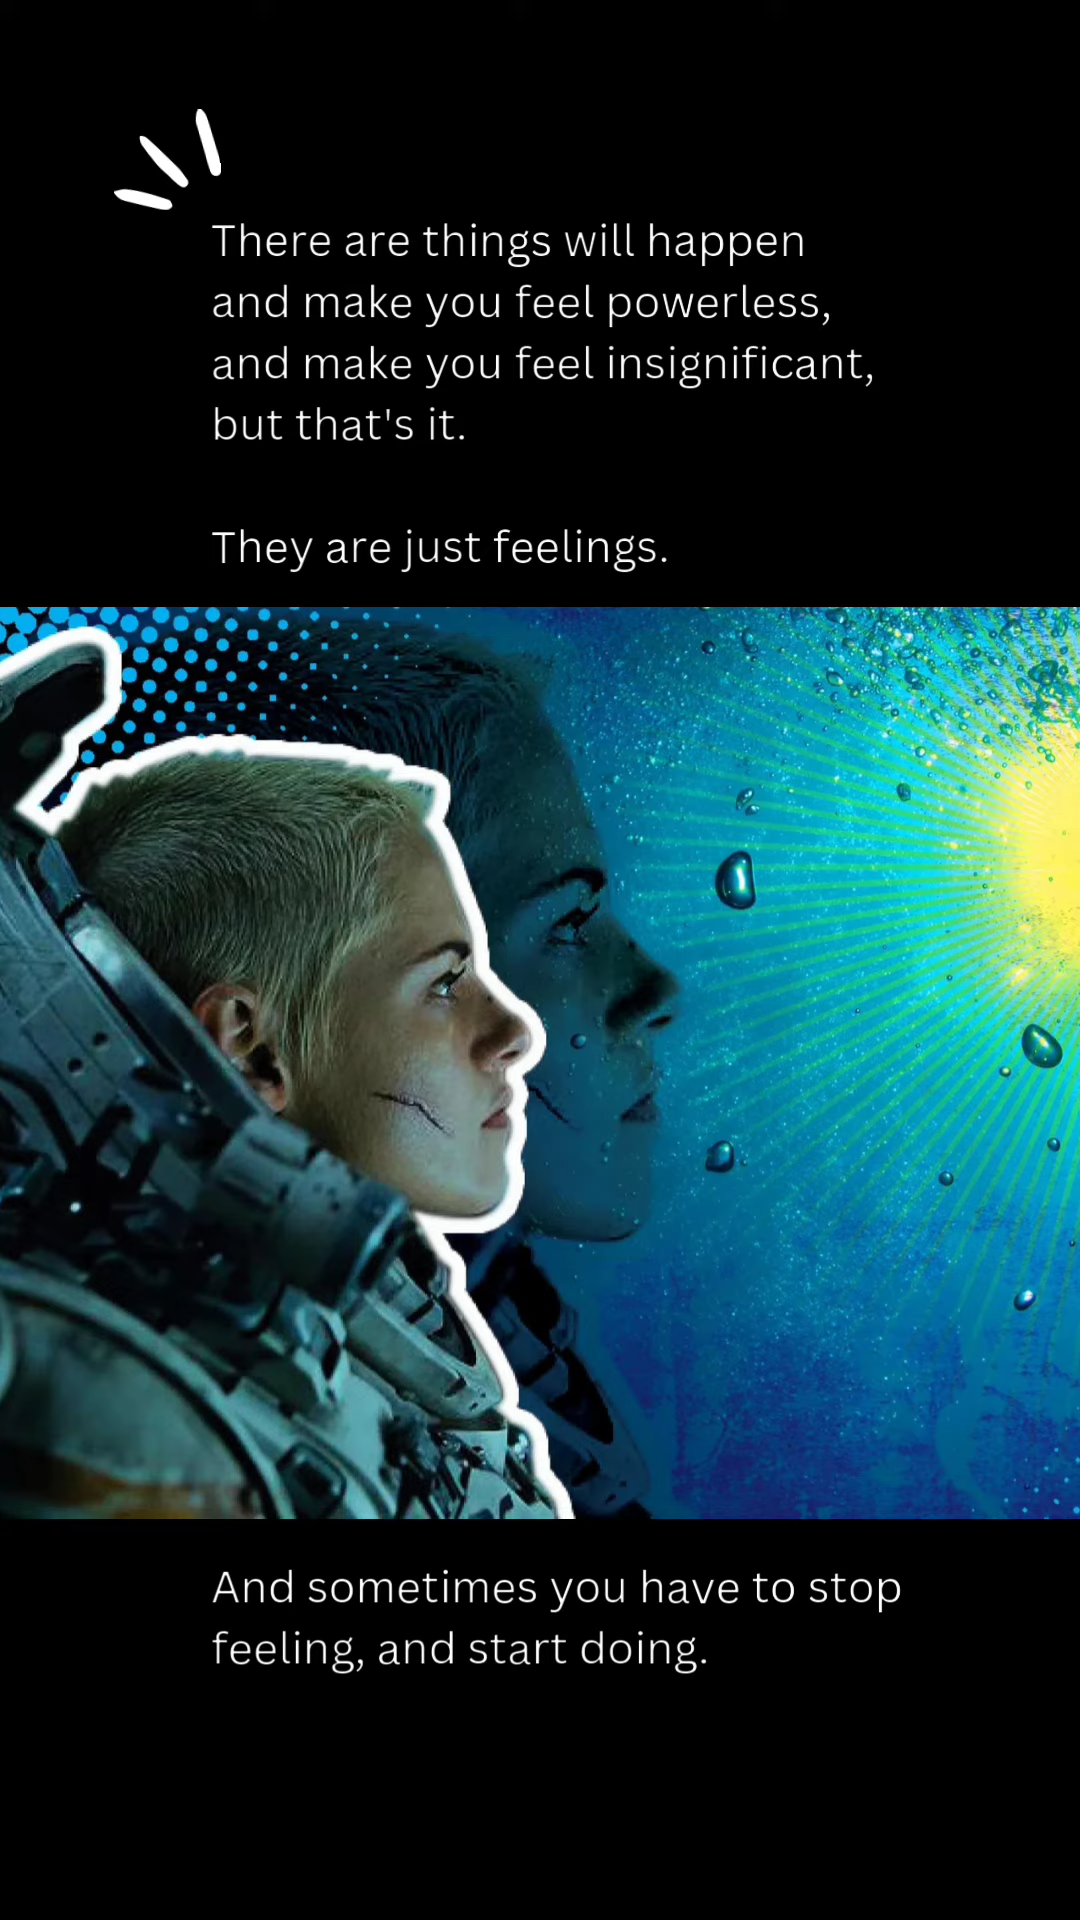 There are things will happen
and make you feel powerless,
and make you feel insignificant,
but that's it.
They are just feelings.
And sometimes you have to stop
feeling, and start doing.